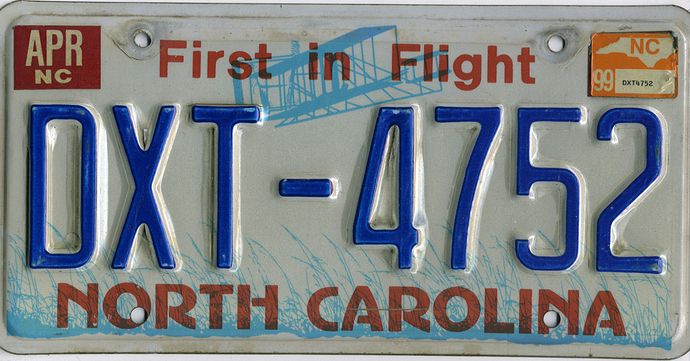 APR
NC
First in Flight
NC
99
DXT4752
DXT-4752
NORTH CAROLINA